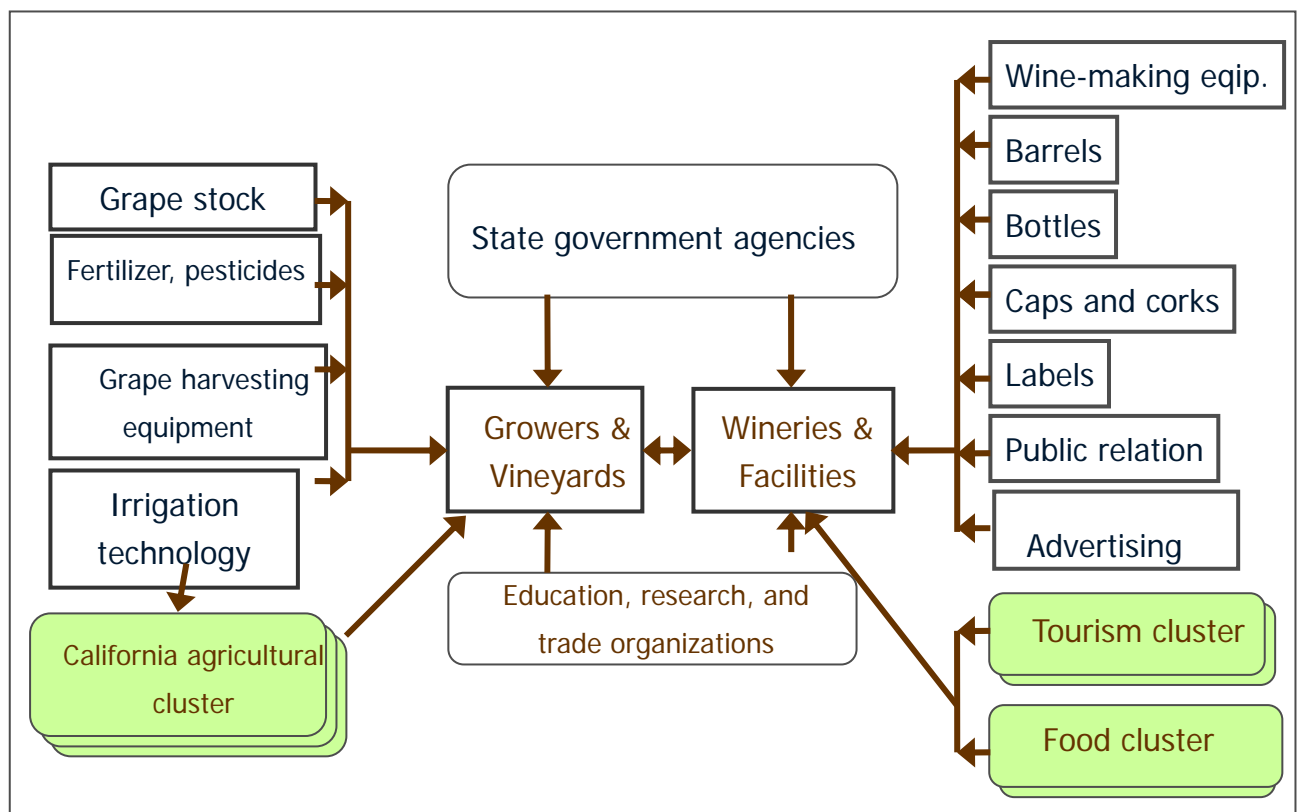 Wine-making eqip.
Barrels
Bottles
Caps and corks
Labels
Public relation
Advertising
Grape stock
Fertilizer, pesticides
Grape harvesting
equipment
Irrigation
technology
State government agencies
Growers &
Vineyards
Wineries &
Facilities
Education, research, and
trade organizations
California agricultural
cluster
Tourism cluster
Food cluster